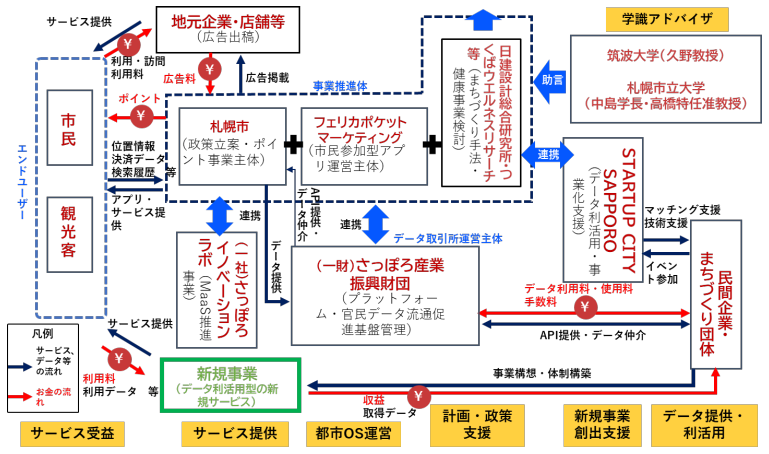 サービス提供
¥
地元企業・店舗等
（広告出稿）
利用・訪問
利用料
広告料
¥
広告掲載
事業推進体
学識アドバイザ
筑波大学（久野教授）
札幌市立大学
（中島学長・高橋特任准教授）
助言
エンドユーザー
市民
観光客
ポイント
¥
位置情報
決済データ
検索履歴　等
アプリ・
サービス提
供
札幌市
（政策立案・ポイ
ント事業主体）
フェリカポケット
マーケティング
（市民参加型アプ
リ運営主体）
日建設計総合研究所・つ
くばウエルネスリサーチ
等
（まちづくり手法・
健康事業検討）
連携
STARTUP CITY
SAPPORO
（データ利活用・事
業化支援）
マッチング支援
技術支援
イベン
ト参加
民間企業・
まちづくり団体
連携
データ提供
API提供・
データ仲介
連携
データ取引所運営主体
（一社）さっぽろ
イノベーション
ラボ
（MaaS推進
事業）
（一財）さっぽろ産業
振興財団
（プラットフォー
ム・官民データ流通促
進基盤管理）
データ利用料・使用料
手数料
¥
API提供・データ仲介
凡例
サービス、
データ等
の流れ
お金の流
れ
サービス提供
¥
利用料
利用データ　等
新規事業
（データ利活用型の新
規サービス）
事業構想・体制構築
収益
取得データ
¥
サービス受益
サービス提供
都市OS運営
計画・政策
支援
新規事業
創出支援
データ提供・
利活用